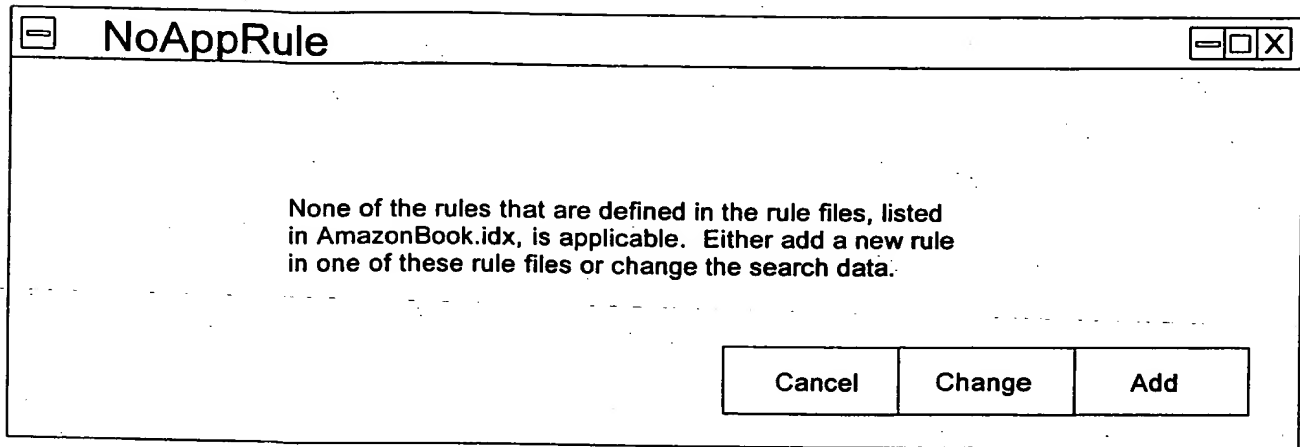 NoAppRule
None of the rules that are defined in the rule files, listed
in AmazonBook.idx, is applicable. Either add a new rule
in one of these rule files or change the search data.
Cancel Change Add